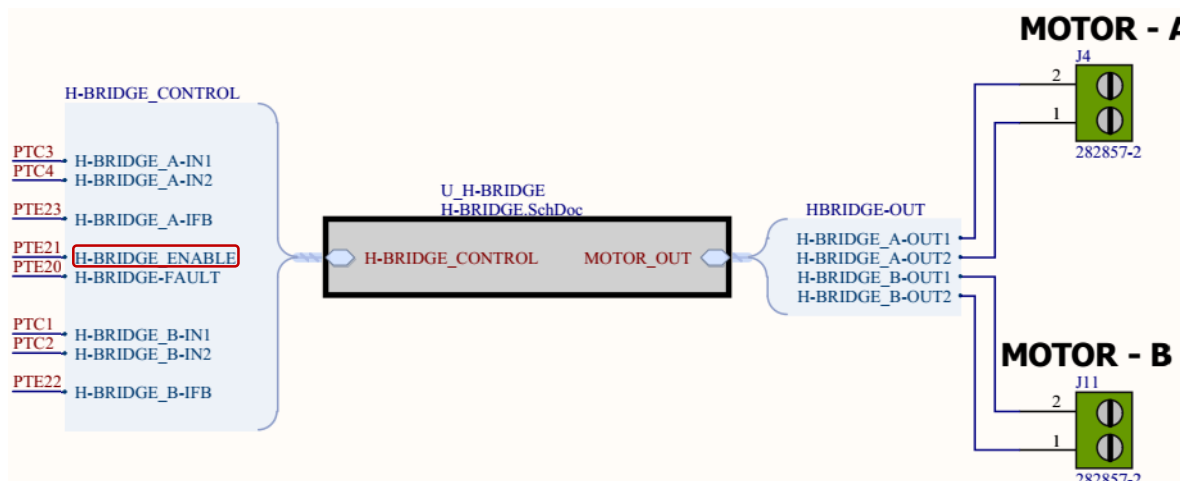 MOTOR - A
J4
2
1
282857-2
H-BRIDGE_CONTROL
PTC3 H-BRIDGE_A-IN1
PTC4 H-BRIDGE_A-IN2
PTE23 H-BRIDGE_A-IFB
PTE21 H-BRIDGE_ENABLE
PTE20 H-BRIDGE-FAULT
PTC1 H-BRIDGE_B-IN1
PTC2 H-BRIDGE_B-IN2
PTE22 H-BRIDGE_B-IFB
U_H-BRIDGE
H-BRIDGE.SchDoc
H-BRIDGE_CONTROL MOTOR_OUT
HBRIDGE-OUT
H-BRIDGE_A-OUT1
H-BRIDGE_A-OUT2
H-BRIDGE_B-OUT1
H-BRIDGE_B-OUT2
MOTOR - B
J11
2
1
282857-2